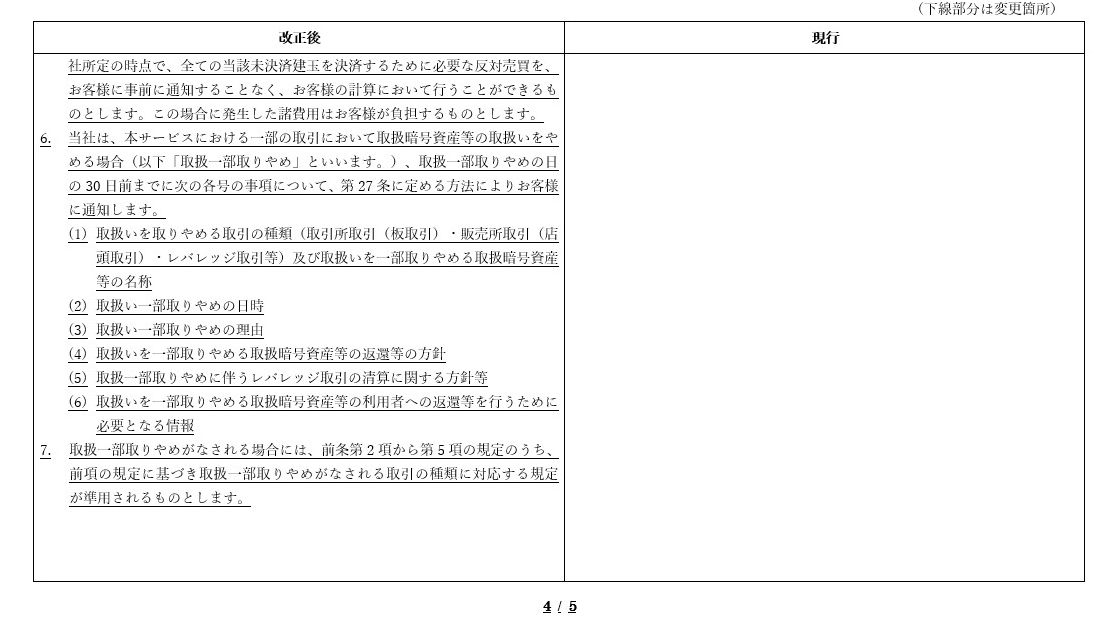 （下線部分は変更箇所）
改正後
現行
社所定の時点で、全ての当該未決済建玉を決済するために必要な反対売買を、
お客様に事前に通知することなく、お客様の計算において行うことができるも
のとします。この場合に発生した諸費用はお客様が負担するものとします。
6. 当社は、本サービスにおける一部の取引において取扱暗号資産等の取扱いをや
める場合（以下「取扱一部取りやめ」といいます。）、取扱一部取りやめの日
の 30 日前までに次の各号の事項について、第 27 条に定める方法によりお客様
に通知します。
（1）取扱いを取りやめる取引の種類（取引所取引（板取引）・販売所取引（店
頭取引）・レバレッジ取引等）及び取扱いを一部取りやめる取扱暗号資産
等の名称
（2）取扱い一部取りやめの日時
（3）取扱い一部取りやめの理由
（4）取扱いを一部取りやめる取扱暗号資産等の返還等の方針
（5）取扱一部取りやめに伴うレバレッジ取引の清算に関する方針等
（6）取扱いを一部取りやめる取扱暗号資産等の利用者への返還等を行うために
必要となる情報
7. 取扱一部取りやめがなされる場合には、前条第 2 項から第 5 項の規定のうち、
前項の規定に基づき取扱一部取りやめがなされる取引の種類に対応する規定
が準用されるものとします。
4 / 5